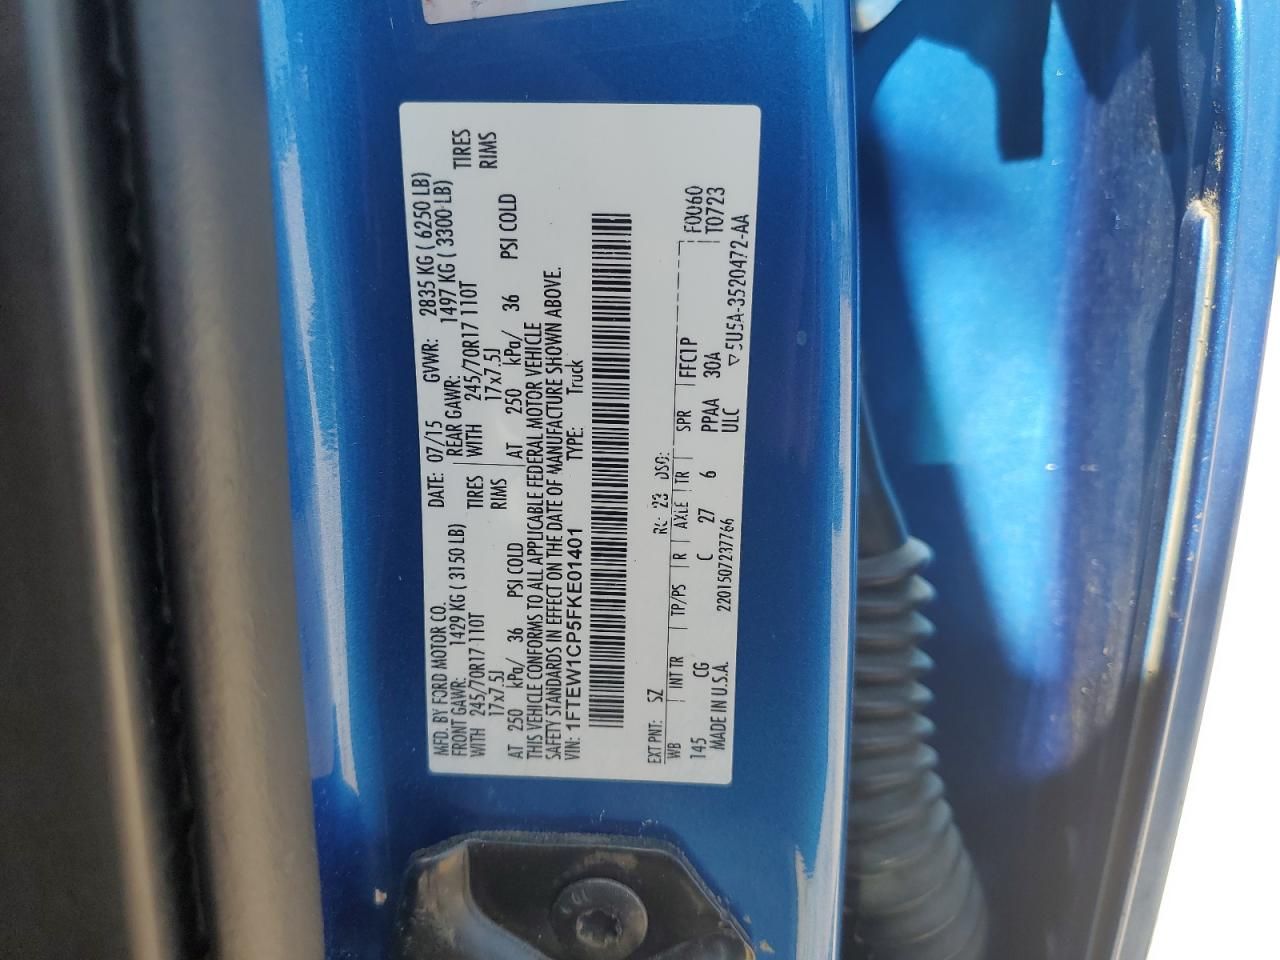 MFD. BY FORD MOTOR CO. DATE: 07/15 GVWR: 2835 KG ( 6250 LB)
FRONT GAWR: 1429 KG ( 3150 LB) REAR GAWR: 1497 KG ( 3300 LB)
WITH 245/70R17 110T TIRES WITH 245/70R17 110T TIRES
17x7.5J RIMS 17x7.5J RIMS
AT 250 kPa/ 36 PSI COLD AT 250 kPa/ 36 PSI COLD
THIS VEHICLE CONFORMS TO ALL APPLICABLE FEDERAL MOTOR VEHICLE
SAFETY STANDARDS IN EFFECT ON THE DATE OF MANUFACTURE SHOWN ABOVE.
VIN: 1FTEW1CP5FKE01401 TYPE: Truck
EXT PNT: SZ RC: 23 DSO:
WB INT TR TP/PS R AXLE TR SPR FFC1P F0060
145 CG C 27 6 PPAA 30A T0723
MADE IN U.S.A. 2201507237766 ULC ▽5U5A-3520472-AA